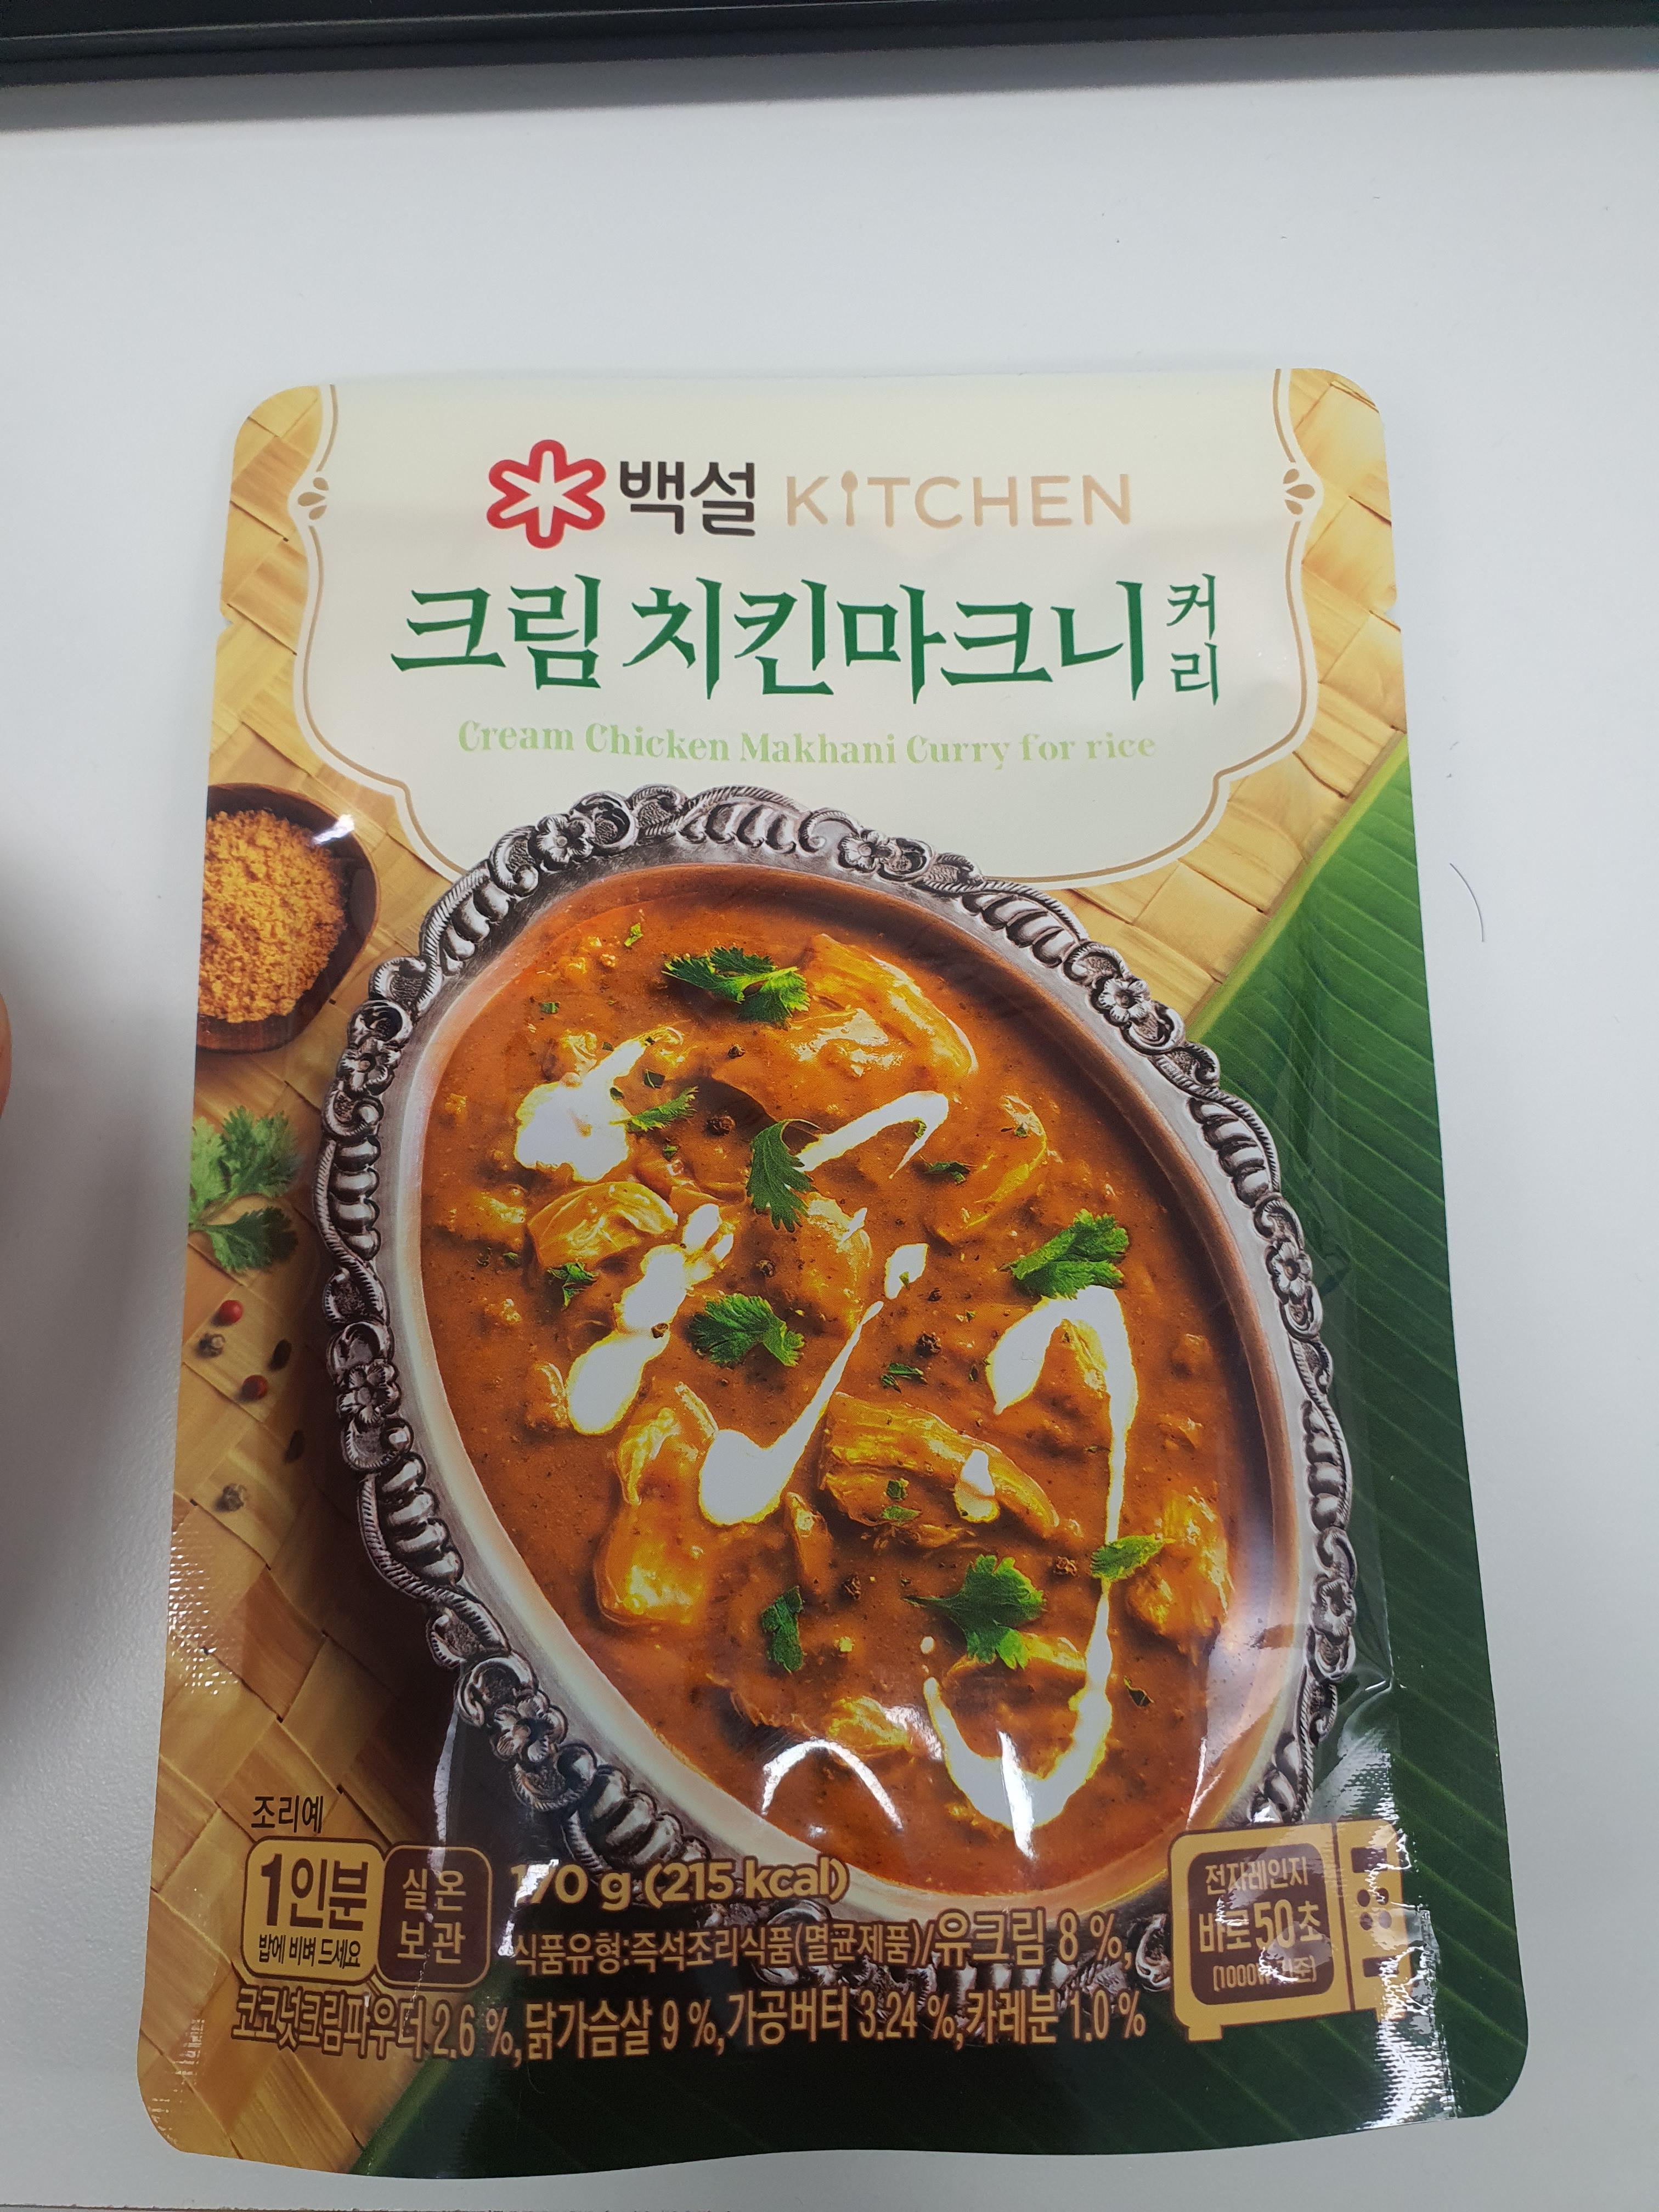 백설 KITCHEN
크림 치킨마크니 커리
Cream Chicken Makhani Curry for rice
조리예
1인분
밥에 비벼 드세요
실온
보관
170 g (215 kcal)
식품유형:즉석조리식품(멸균제품)/유크림 8 %,
코코넛크림파우더 2.6 %, 닭가슴살 9 %, 가공버터 3.24 %, 카레분 1.0 %
전자레인지
바로 50초
(1000W 기준)